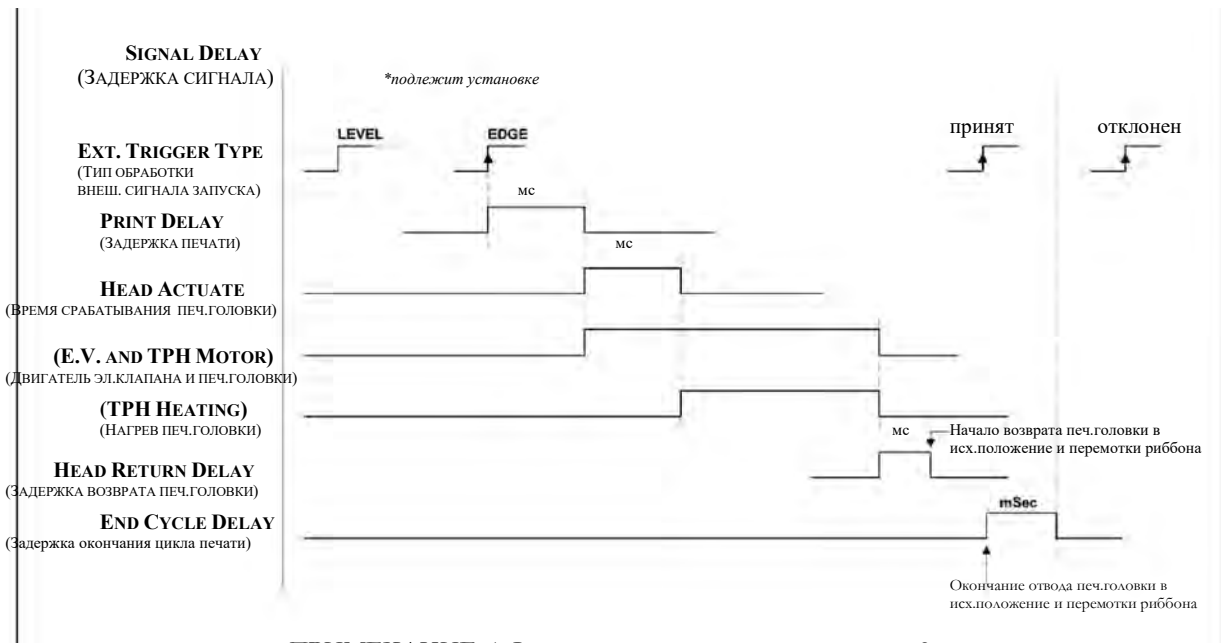 SIGNAL DELAY
(ЗАДЕРЖКА СИГНАЛА)
*подлежит установке
LEVEL
EDGE
принят
отклонен
EXT. TRIGGER TYPE
(ТИП ОБРАБОТКИ
ВНЕШ. СИГНАЛА ЗАПУСКА)
мс
PRINT DELAY
(ЗАДЕРЖКА ПЕЧАТИ)
мс
HEAD ACTUATE
(ВРЕМЯ СРАБАТЫВАНИЯ ПЕЧ.ГОЛОВКИ)
(E.V. AND TPH MOTOR)
(ДВИГАТЕЛЬ ЭЛ.КЛАПАНА И ПЕЧ.ГОЛОВКИ)
(TPH HEATING)
(НАГРЕВ ПЕЧ.ГОЛОВКИ)
мс
Начало возврата печ.головки в
исх.положение и перемотки риббона
HEAD RETURN DELAY
(ЗАДЕРЖКА ВОЗВРАТА ПЕЧ.ГОЛОВКИ)
mSec
END CYCLE DELAY
(Задержка окончания цикла печати)
Окончание отвода печ.головки в
исх.положение и перемотки риббона